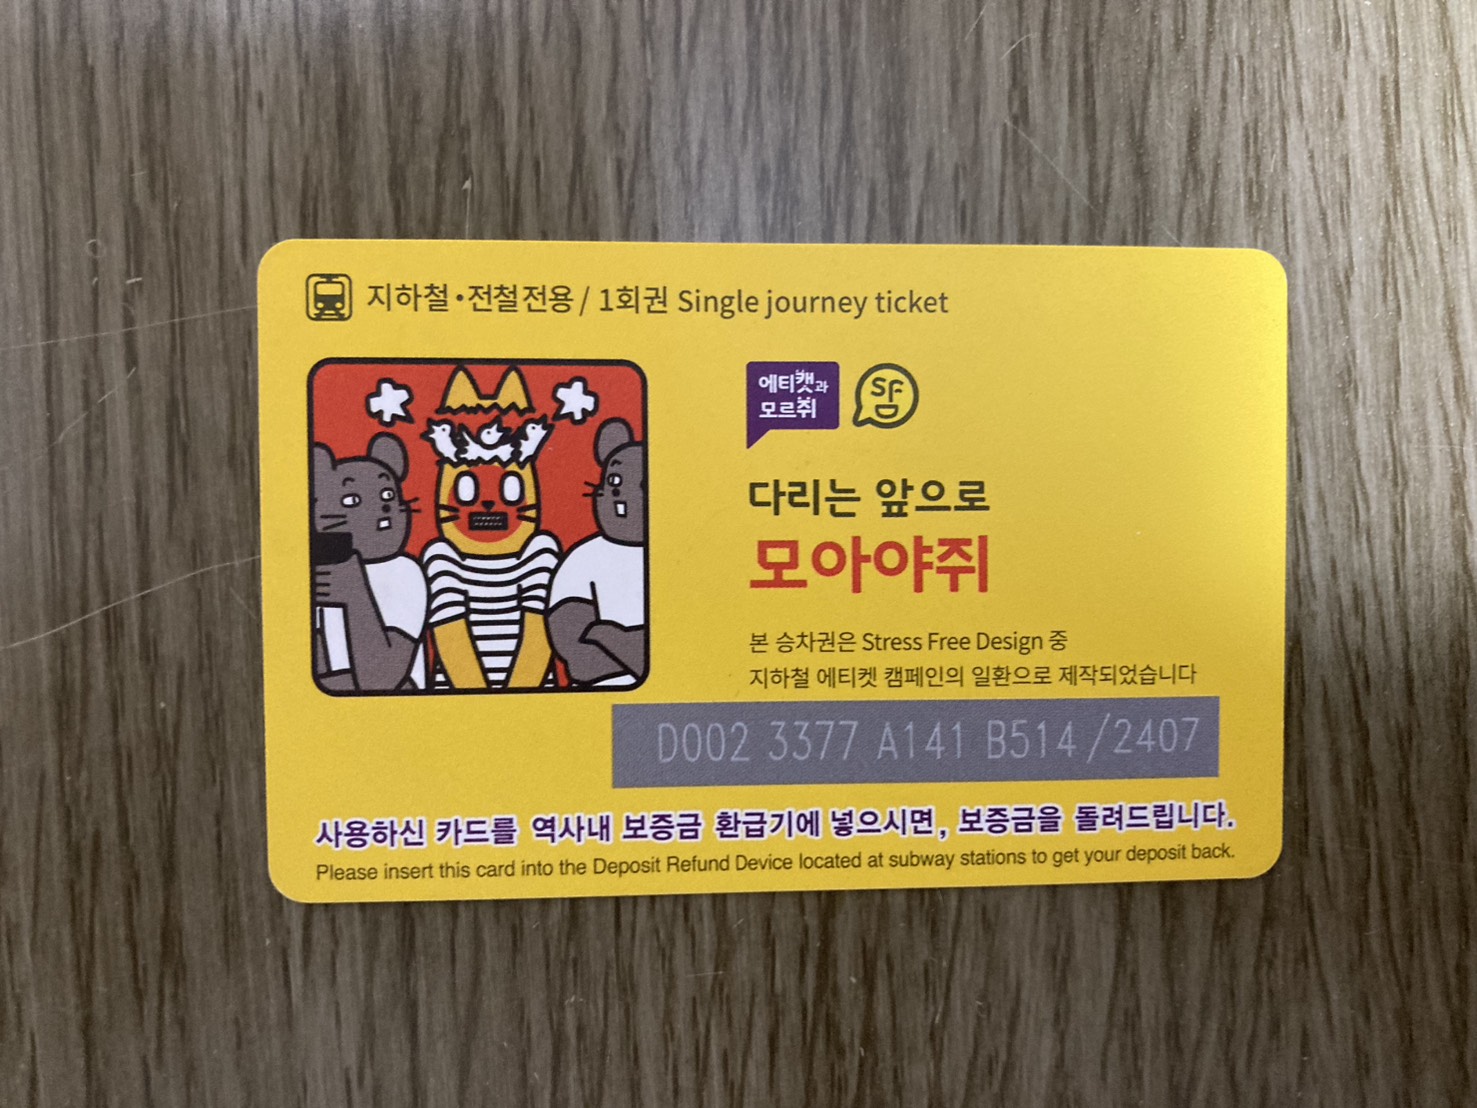 지하철·전철전용 / 1회권 Single journey ticket
에티캣과
모르쥐
SFD
다리는 앞으로
모아야쥐
본 승차권은 Stress Free Design 중
지하철 에티켓 캠페인의 일환으로 제작되었습니다
D002 3377 A141 B514 /2407
사용하신 카드를 역사내 보증금 환급기에 넣으시면, 보증금을 돌려드립니다.
Please insert this card into the Deposit Refund Device located at subway stations to get your deposit back.